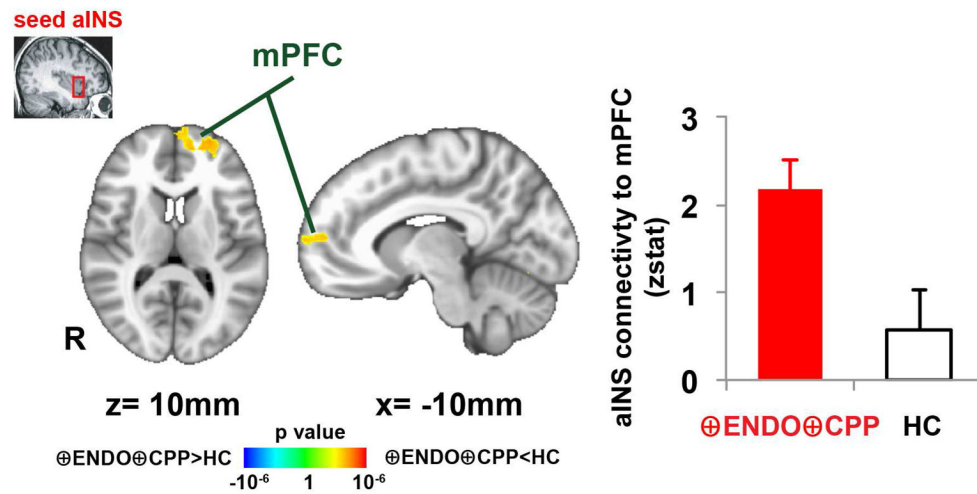 seed aINS
mPFC
R
z= 10mm
x= -10mm
p value
⊕ENDO⊕CPP>HC
⊕ENDO⊕CPP<HC
-10⁻⁶
1
10⁻⁶
aINS connectivty to mPFC
(zstat)
3
2
1
0
⊕ENDO⊕CPP
HC